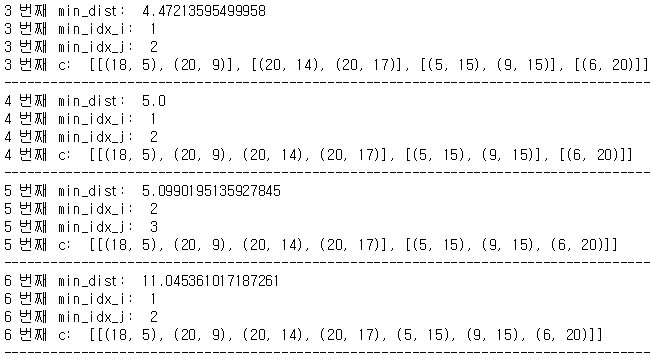 3 번째 min_dist:  4.47213595499958
3 번째 min_idx_i:  1
3 번째 min_idx_j:  2
3 번째 c:  [[(18, 5), (20, 9)], [(20, 14), (20, 17)], [(5, 15), (9, 15)], [(6, 20)]]
--------------------------------------------------------------------------------
4 번째 min_dist:  5.0
4 번째 min_idx_i:  1
4 번째 min_idx_j:  2
4 번째 c:  [[(18, 5), (20, 9), (20, 14), (20, 17)], [(5, 15), (9, 15)], [(6, 20)]]
--------------------------------------------------------------------------------
5 번째 min_dist:  5.0990195135927845
5 번째 min_idx_i:  2
5 번째 min_idx_j:  3
5 번째 c:  [[(18, 5), (20, 9), (20, 14), (20, 17)], [(5, 15), (9, 15), (6, 20)]]
--------------------------------------------------------------------------------
6 번째 min_dist:  11.045361017187261
6 번째 min_idx_i:  1
6 번째 min_idx_j:  2
6 번째 c:  [[(18, 5), (20, 9), (20, 14), (20, 17), (5, 15), (9, 15), (6, 20)]]
--------------------------------------------------------------------------------